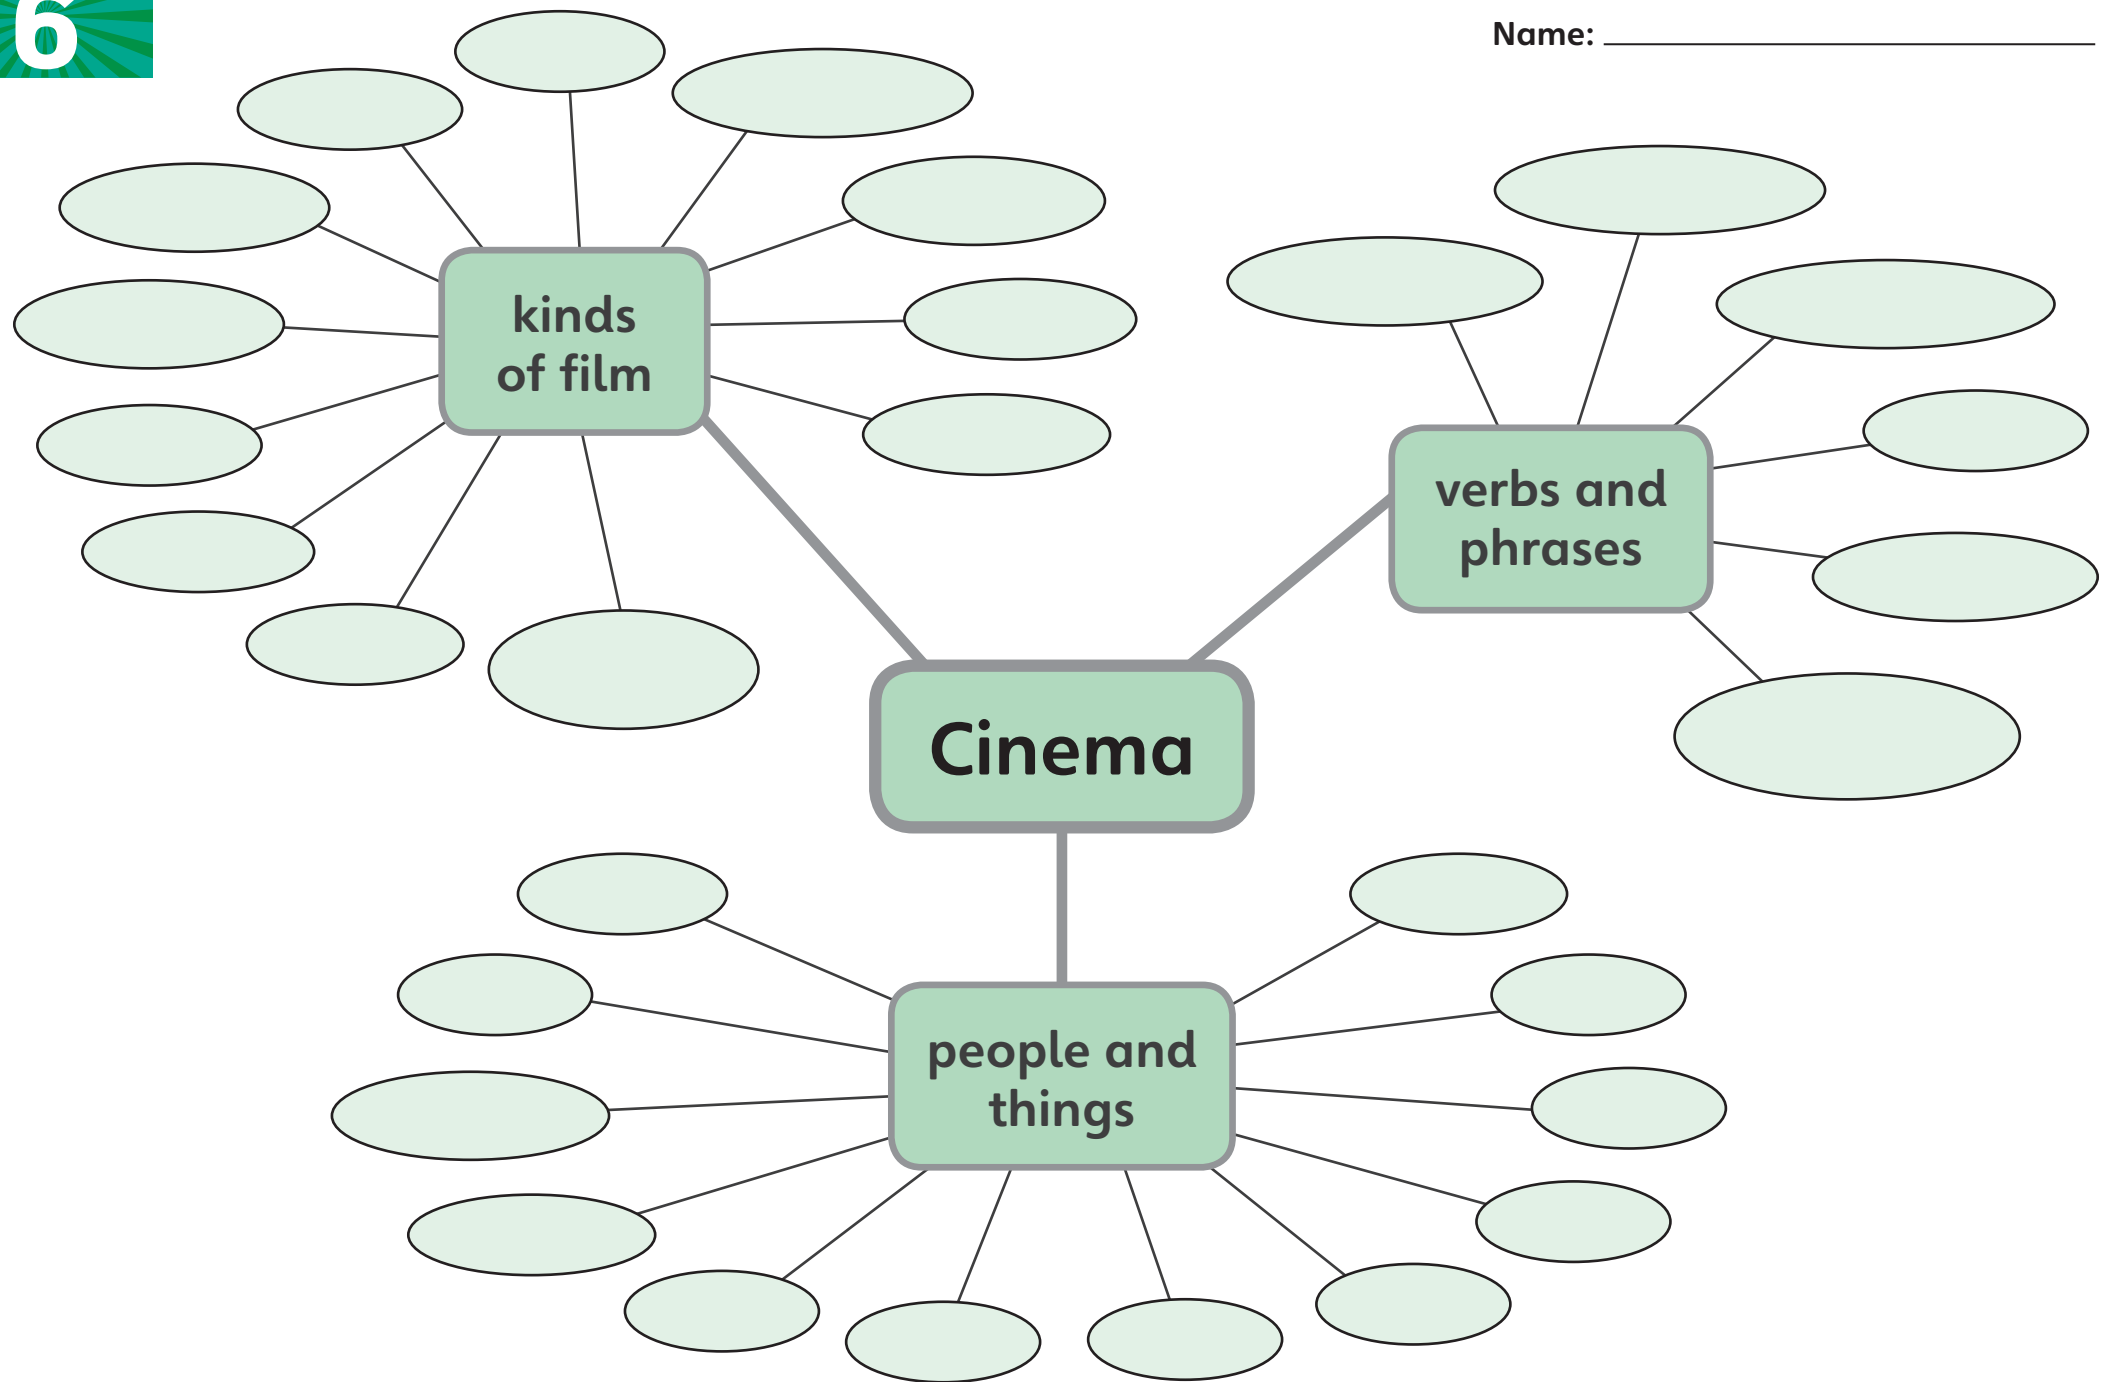 6
Name:
kinds
of film
verbs and
phrases
Cinema
people and
things